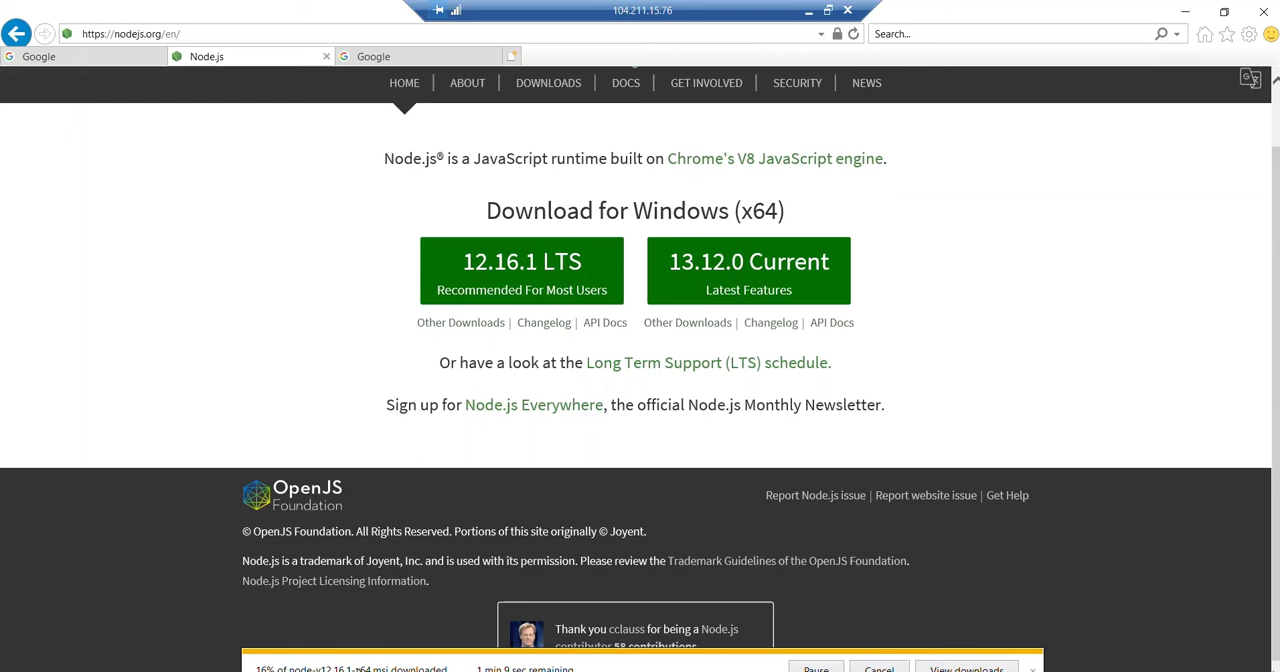 104.211.15.76
https://nodejs.org/en/
Search...
Google
Node.js
Google
HOME
ABOUT
DOWNLOADS
DOCS
GET INVOLVED
SECURITY
NEWS
Node.js® is a JavaScript runtime built on Chrome's V8 JavaScript engine.
Download for Windows (x64)
12.16.1 LTS
Recommended For Most Users
13.12.0 Current
Latest Features
Other Downloads | Changelog | API Docs
Other Downloads | Changelog | API Docs
Or have a look at the Long Term Support (LTS) schedule.
Sign up for Node.js Everywhere, the official Node.js Monthly Newsletter.
OpenJS
Foundation
Report Node.js issue | Report website issue | Get Help
© OpenJS Foundation. All Rights Reserved. Portions of this site originally © Joyent.
Node.js is a trademark of Joyent, Inc. and is used with its permission. Please review the Trademark Guidelines of the OpenJS Foundation.
Node.js Project Licensing Information.
Thank you cclauss for being a Node.js
contributor 58 contributions
16% of node-v12.16.1-x64.msi downloaded
1 min 9 sec remaining
Pause
Cancel
View downloads